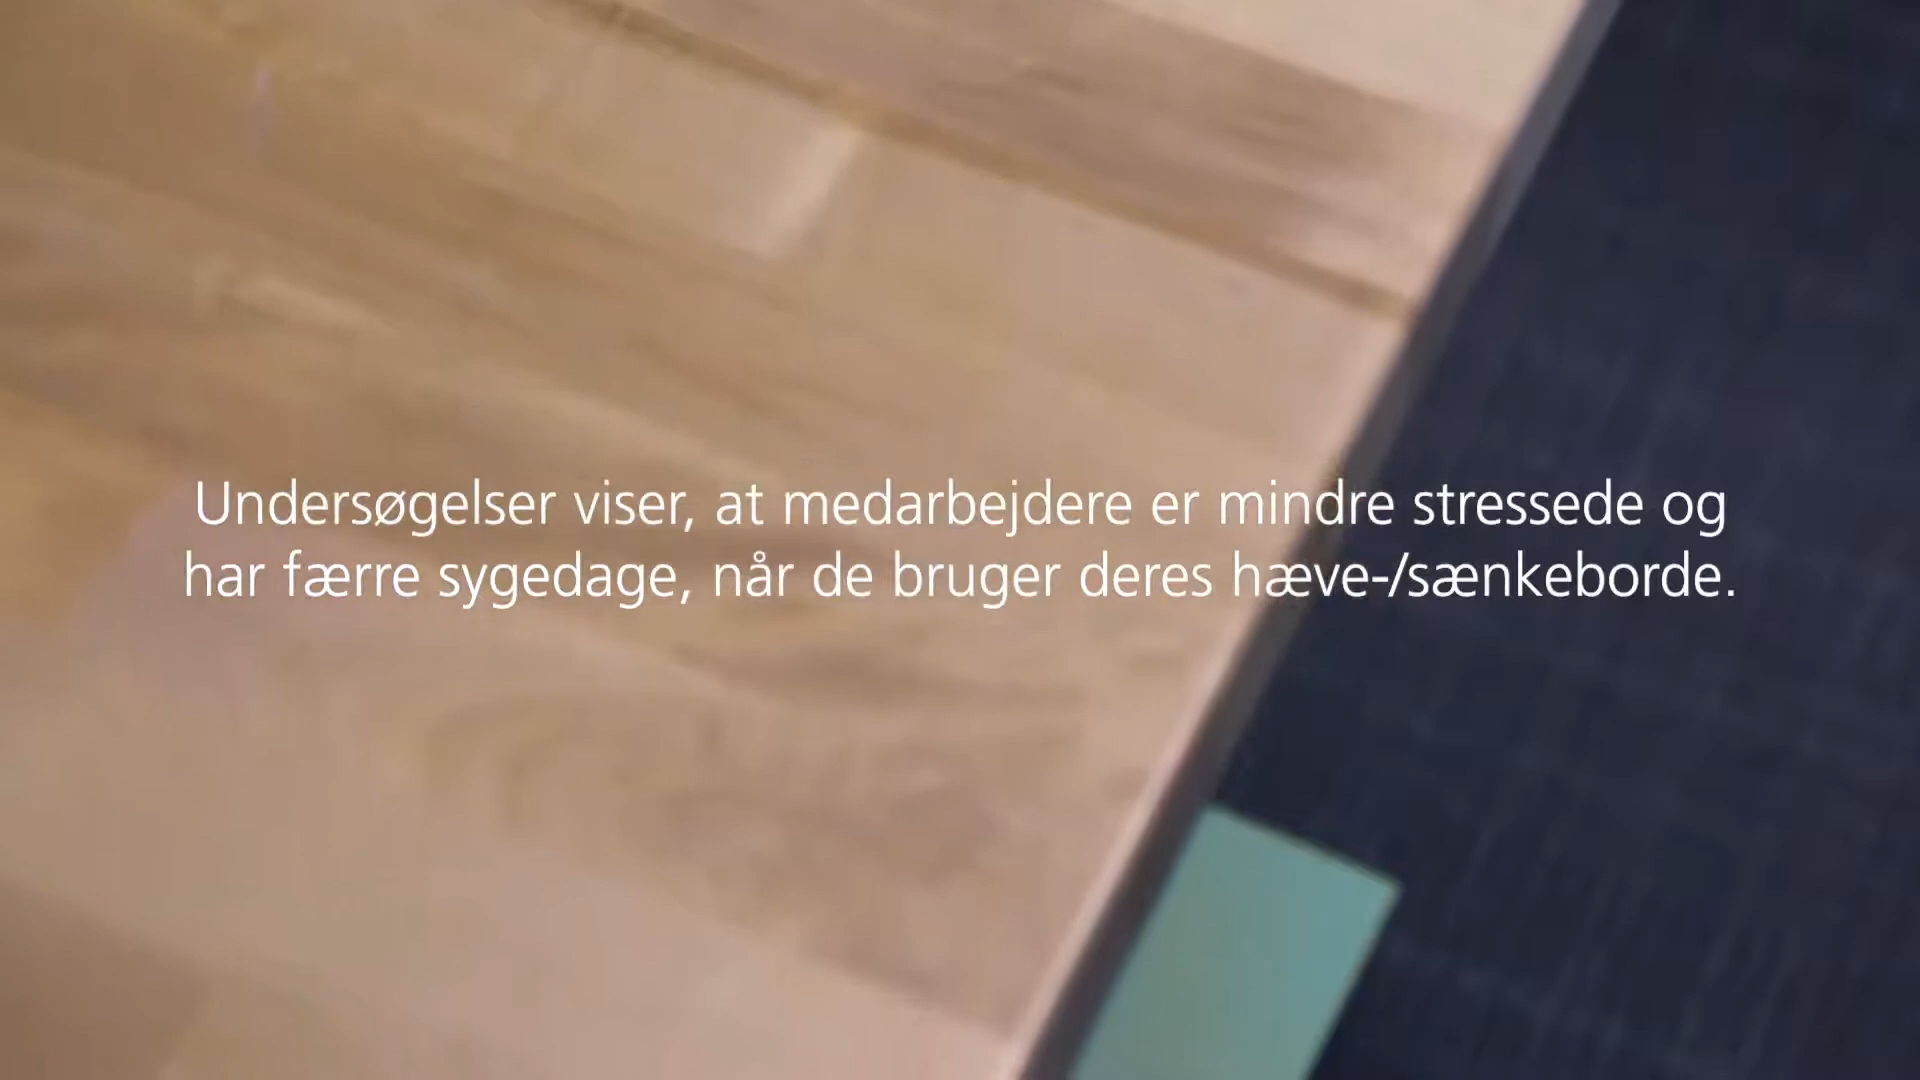 Undersøgelser viser, at medarbejdere er mindre stressede og
har færre sygedage, når de bruger deres hæve-/sænkeborde.